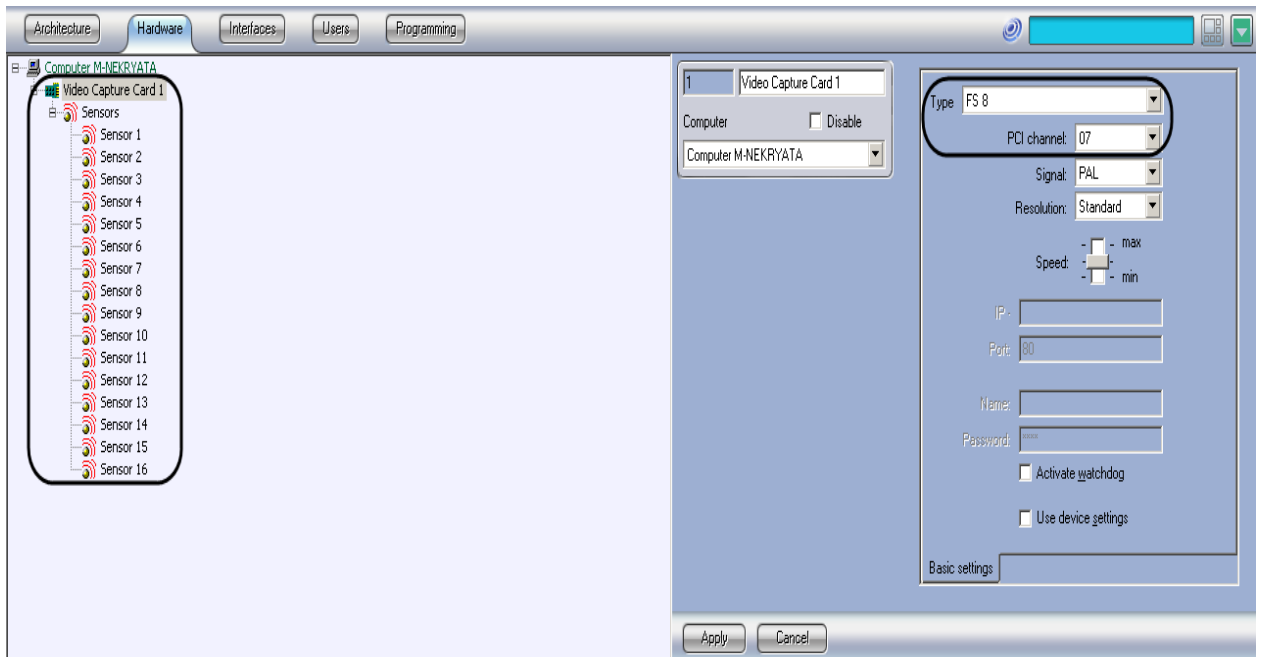 Architecture Hardware Interfaces Users Programming
Computer M-NEKRYATA
Video Capture Card 1
Sensors
Sensor 1
Sensor 2
Sensor 3
Sensor 4
Sensor 5
Sensor 6
Sensor 7
Sensor 8
Sensor 9
Sensor 10
Sensor 11
Sensor 12
Sensor 13
Sensor 14
Sensor 15
Sensor 16
1 Video Capture Card 1
Computer Disable
Computer M-NEKRYATA
Type FS 8
PCI channel: 07
Signal: PAL
Resolution: Standard
max
Speed:
min
IP -
Port: 80
Name:
Password: ****
Activate watchdog
Use device settings
Basic settings
Apply Cancel